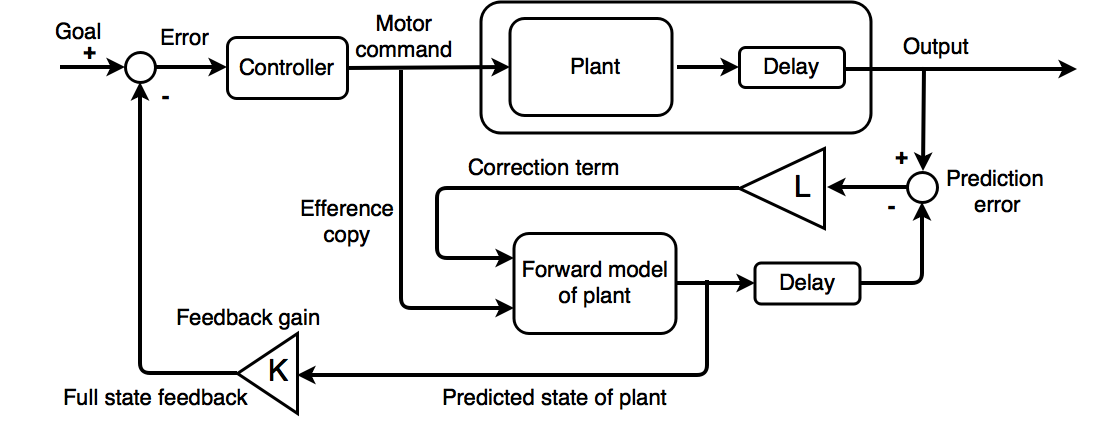 Goal
+
Error
-
Controller
Motor
command
Plant
Delay
Output
Correction term
L
+
-
Prediction
error
Efference
copy
Forward model
of plant
Delay
Feedback gain
K
Full state feedback
Predicted state of plant